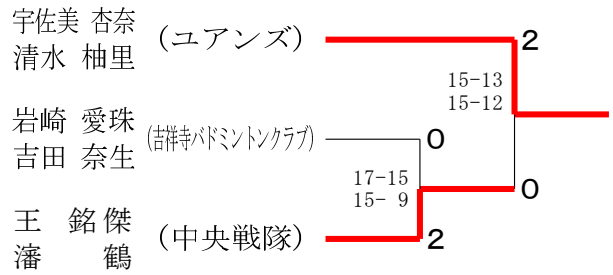 宇佐美 杏奈
清水 柚里
(ユアンズ)
2
15-13
15-12
岩崎 愛珠
吉田 奈生
(吉祥寺バドミントンクラブ)
0
17-15
15- 9
0
王 銘傑
瀋 鶴
(中央戦隊)
2